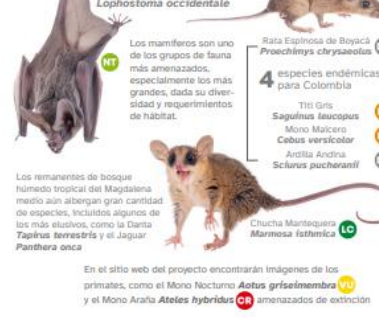 Lophostoma occidentale
NT
Los mamíferos son uno
de los grupos de fauna
más amenazados,
especialmente los más
grandes, dada su diver-
sidad y requerimientos
de hábitat.
Rata Espinosa de Boyacá
Proechimys chrysaeolus
4 especies endémicas
para Colombia
Tití Gris
Saguinus leucopus
Mono Maicero
Cebus versicolor
Ardilla Andina
Sciurus pucheranii
Los remanentes de bosque
húmedo tropical del Magdalena
medio aún albergan gran cantidad
de especies, incluidos algunos de
los más elusivos, como la Danta
Tapirus terrestris y el Jaguar
Panthera onca
Chucha Mantequera
Marmosa isthmica LC
En el sitio web del proyecto encontrarán imágenes de los
primates, como el Mono Nocturno Aotus griseimembra VU
y el Mono Araña Ateles hybridus CR amenazados de extinción